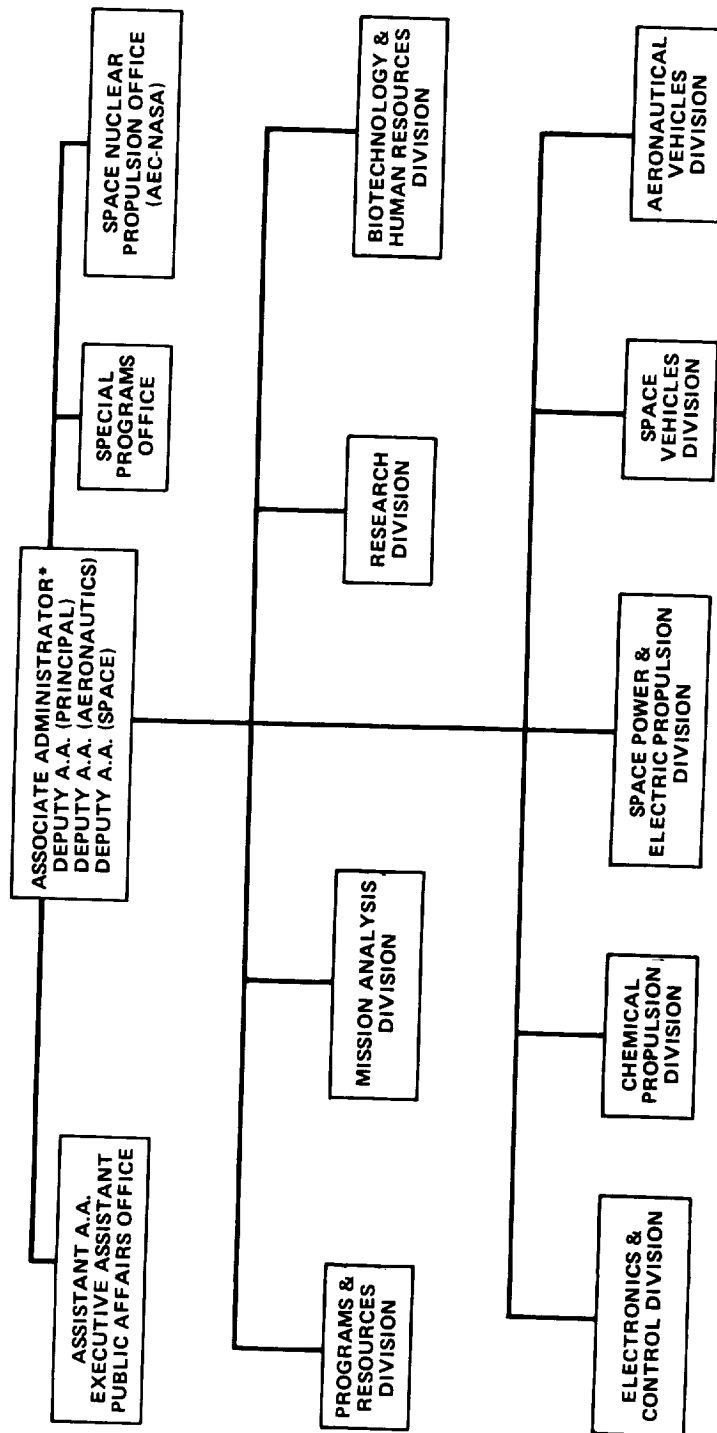 ASSISTANT A.A.
EXECUTIVE ASSISTANT
PUBLIC AFFAIRS OFFICE
ASSOCIATE ADMINISTRATOR*
DEPUTY A.A. (PRINCIPAL)
DEPUTY A.A. (AERONAUTICS)
DEPUTY A.A. (SPACE)
SPECIAL
PROGRAMS
OFFICE
SPACE NUCLEAR
PROPULSION OFFICE
(AEC-NASA)
PROGRAMS &
RESOURCES
DIVISION
MISSION ANALYSIS
DIVISION
RESEARCH
DIVISION
BIOTECHNOLOGY &
HUMAN RESOURCES
DIVISION
ELECTRONICS &
CONTROL DIVISION
CHEMICAL
PROPULSION
DIVISION
SPACE POWER &
ELECTRIC PROPULSION
DIVISION
SPACE
VEHICLES
DIVISION
AERONAUTICAL
VEHICLES
DIVISION